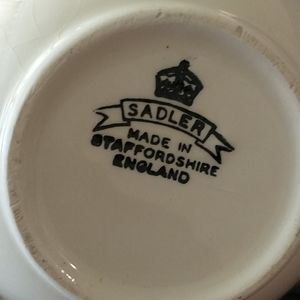 SADLER
MADE IN
STAFFORDSHIRE
ENGLAND